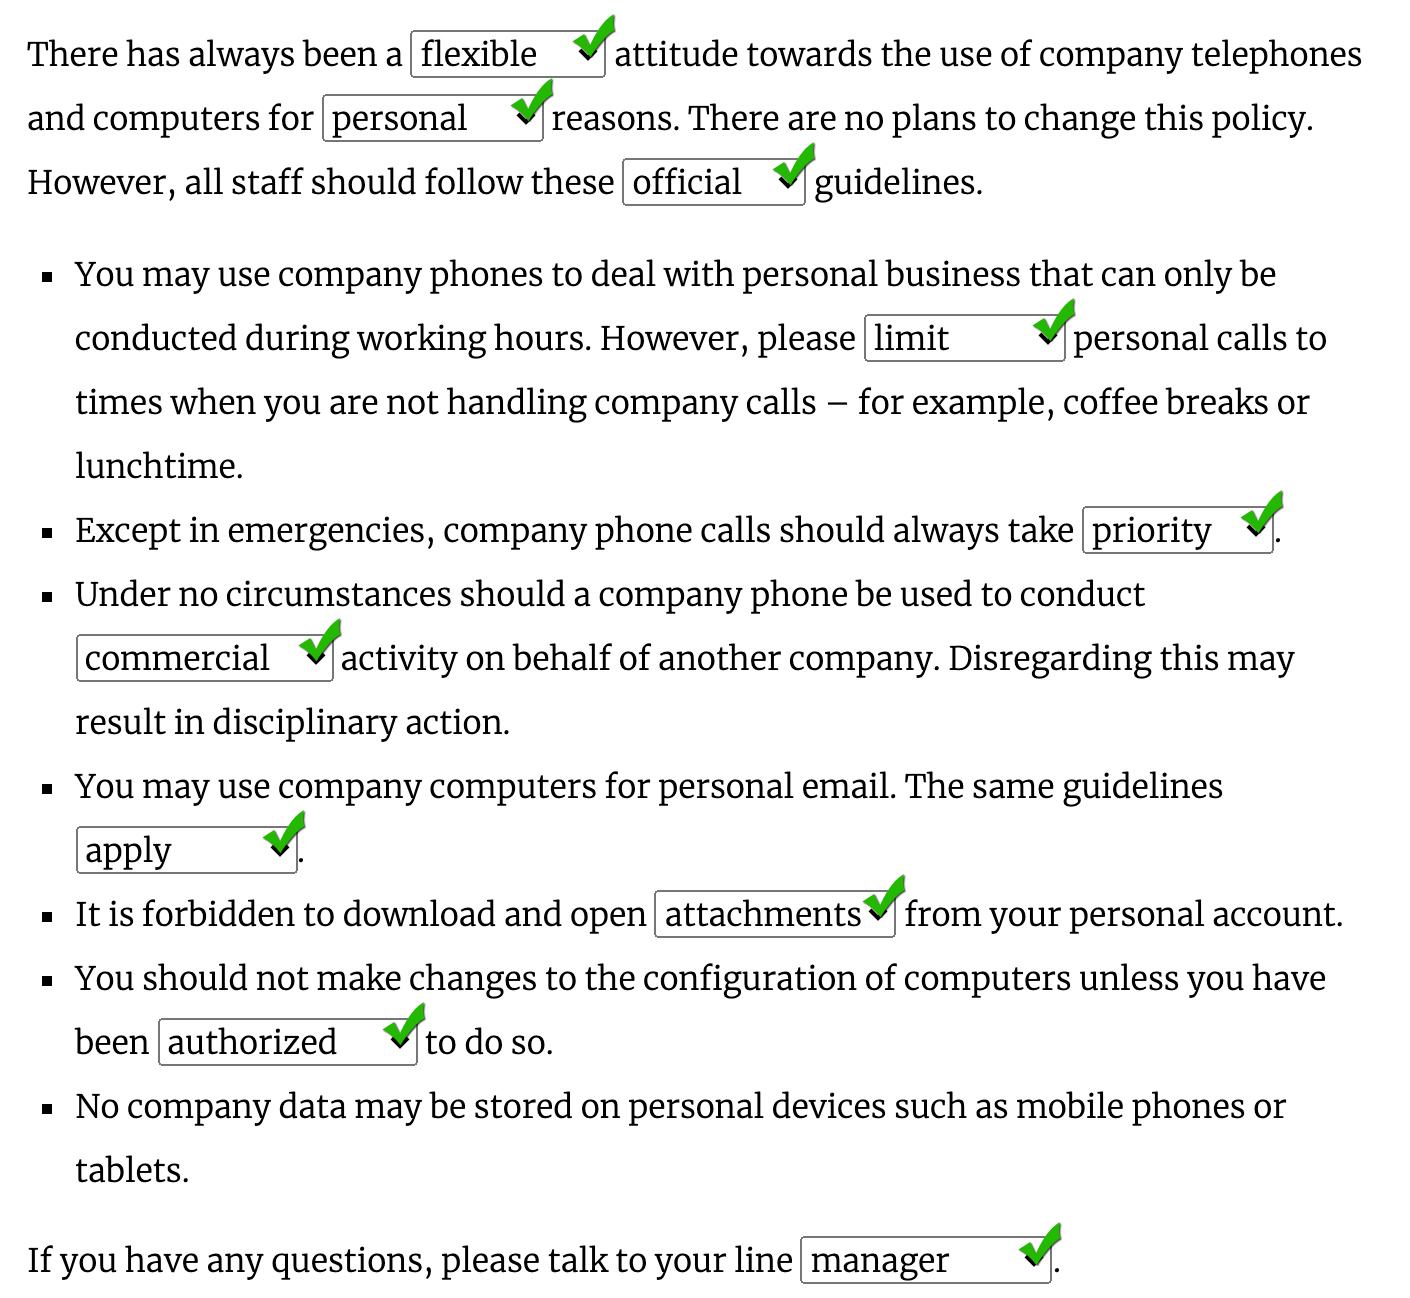 There has always been a flexible attitude towards the use of company telephones
and computers for personal reasons. There are no plans to change this policy.
However, all staff should follow these official guidelines.
▪ You may use company phones to deal with personal business that can only be
conducted during working hours. However, please limit personal calls to
times when you are not handling company calls – for example, coffee breaks or
lunchtime.
▪ Except in emergencies, company phone calls should always take priority.
▪ Under no circumstances should a company phone be used to conduct
commercial activity on behalf of another company. Disregarding this may
result in disciplinary action.
▪ You may use company computers for personal email. The same guidelines
apply.
▪ It is forbidden to download and open attachments from your personal account.
▪ You should not make changes to the configuration of computers unless you have
been authorized to do so.
▪ No company data may be stored on personal devices such as mobile phones or
tablets.
If you have any questions, please talk to your line manager.